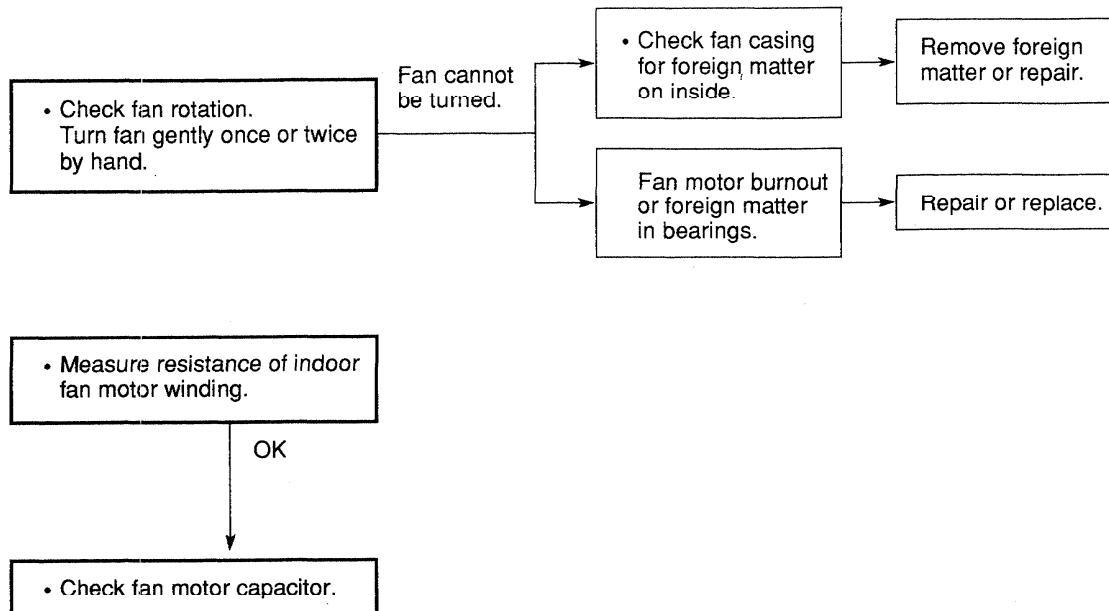 • Check fan rotation.
Turn fan gently once or twice
by hand.
Fan cannot
be turned.
• Check fan casing
for foreign matter
on inside.
Remove foreign
matter or repair.
Fan motor burnout
or foreign matter
in bearings.
Repair or replace.
• Measure resistance of indoor
fan motor winding.
OK
• Check fan motor capacitor.